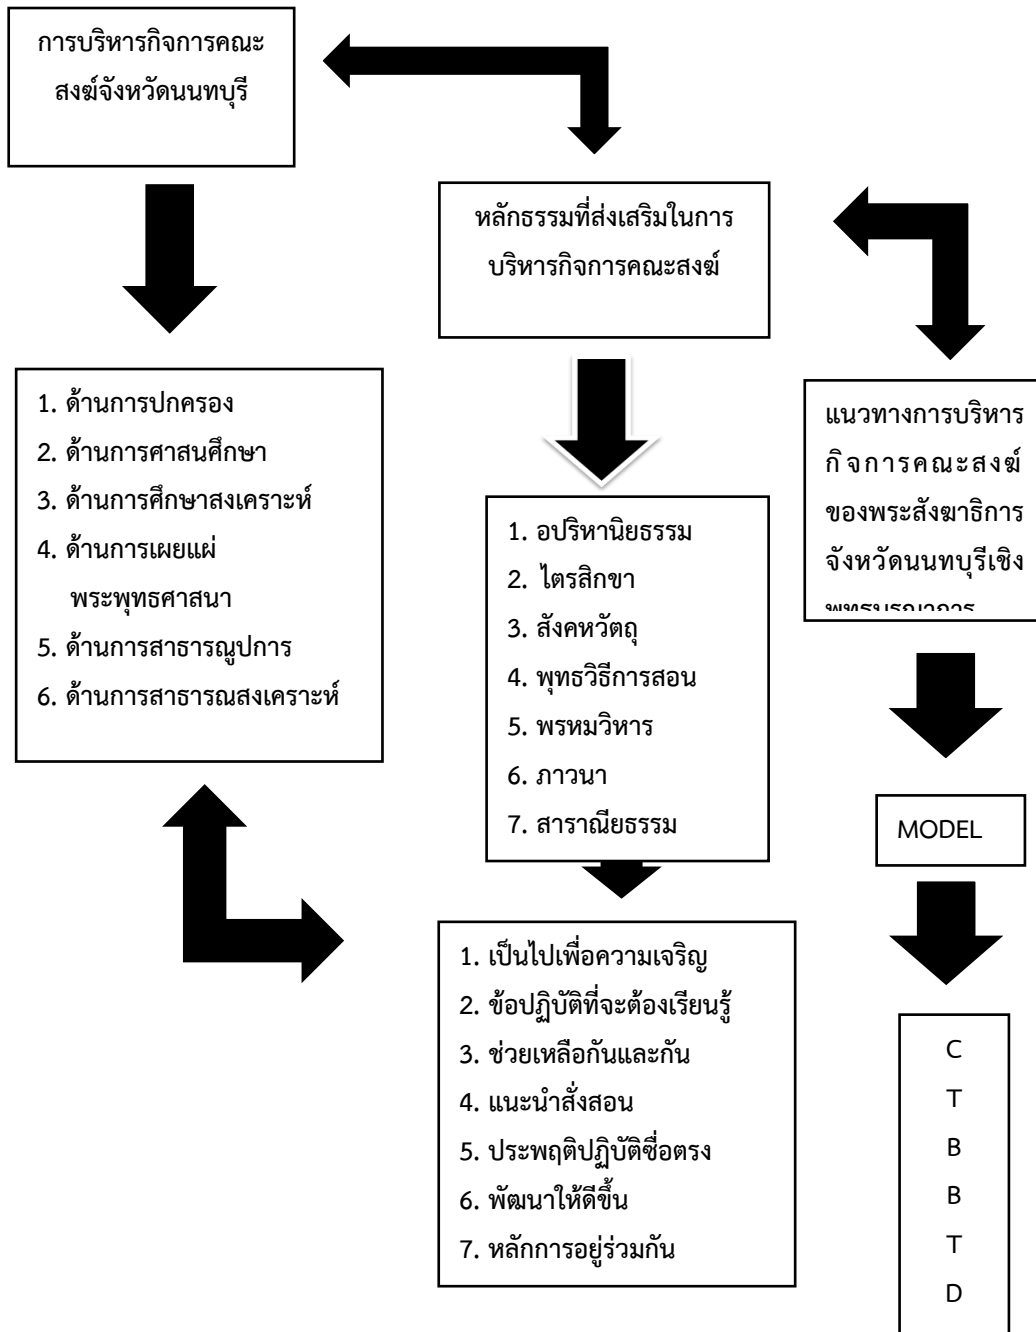 การบริหารกิจการคณะ
สงฆ์จังหวัดนนทบุรี
หลักธรรมที่ส่งเสริมในการ
บริหารกิจการคณะสงฆ์
1. ด้านการปกครอง
2. ด้านการศาสนศึกษา
3. ด้านการศึกษาสงเคราะห์
4. ด้านการเผยแผ่
พระพุทธศาสนา
5. ด้านการสาธารณูปการ
6. ด้านการสาธารณสงเคราะห์
1. อปริหานิยธรรม
2. ไตรสิกขา
3. สังคหวัตถุ
4. พุทธวิธีการสอน
5. พรหมวิหาร
6. ภาวนา
7. สาราณียธรรม
แนวทางการบริหาร
กิจการคณะสงฆ์
ของพระสังฆาธิการ
จังหวัดนนทบุรีเชิง
พุทธบูรณาการ
1. เป็นไปเพื่อความเจริญ
2. ข้อปฏิบัติที่จะต้องเรียนรู้
3. ช่วยเหลือกันและกัน
4. แนะนำสั่งสอน
5. ประพฤติปฏิบัติซื่อตรง
6. พัฒนาให้ดีขึ้น
7. หลักการอยู่ร่วมกัน
MODEL
C
T
B
B
T
D